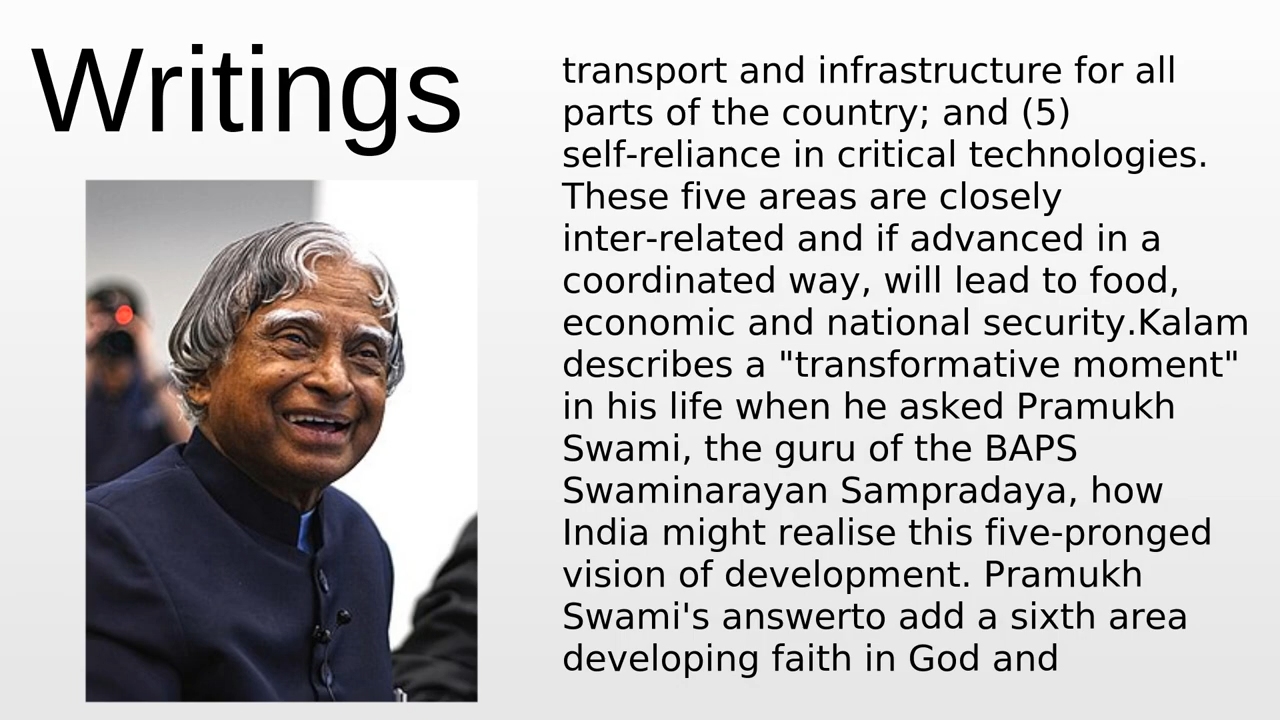 Writings
transport and infrastructure for all
parts of the country; and (5)
self-reliance in critical technologies.
These five areas are closely
inter-related and if advanced in a
coordinated way, will lead to food,
economic and national security.Kalam
describes a "transformative moment"
in his life when he asked Pramukh
Swami, the guru of the BAPS
Swaminarayan Sampradaya, how
India might realise this five-pronged
vision of development. Pramukh
Swami's answerto add a sixth area
developing faith in God and